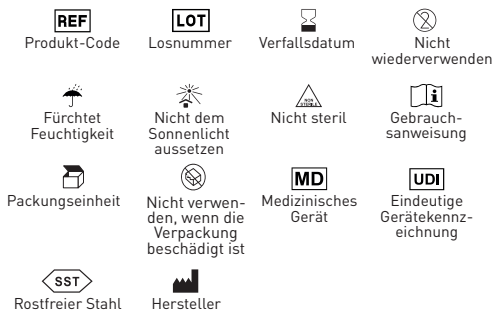 REF
LOT
2
Produkt-Code
Losnummer
Verfallsdatum
Nicht
wiederverwenden
NON
STERILE
i
Fürchtet
Feuchtigkeit
Nicht dem
Sonnenlicht
aussetzen
Nicht steril
Gebrauch-
sanweisung
MD
UDI
Packungseinheit
Nicht verwen-
den, wenn die
Verpackung
beschädigt ist
Medizinisches
Gerät
Eindeutige
Gerätekennz-
eichnung
SST
Rostfreier Stahl
Hersteller